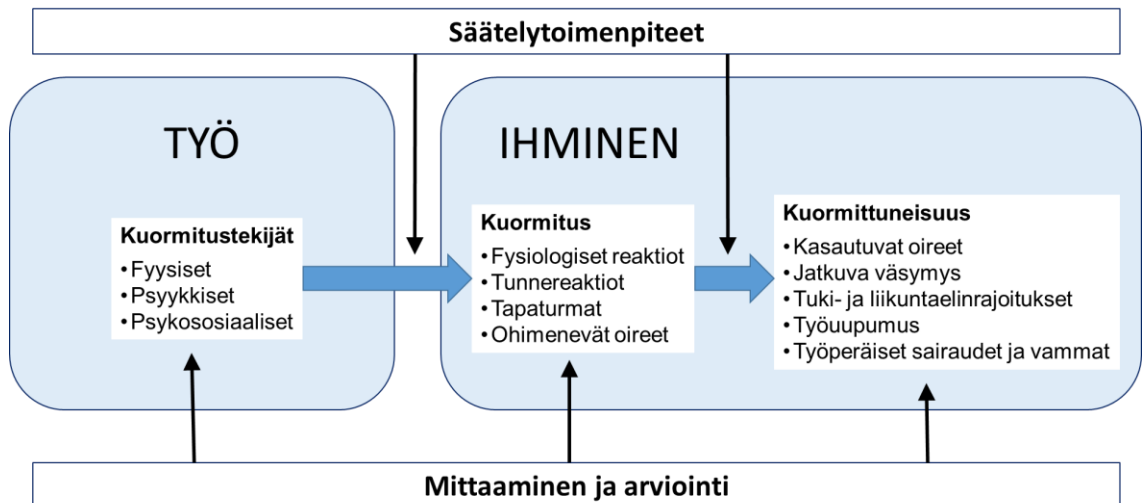 Säätelytoimenpiteet
TYÖ
IHMINEN
Kuormitustekijät
•Fyysiset
•Psyykkiset
•Psykososiaaliset
Kuormitus
•Fysiologiset reaktiot
•Tunnereaktiot
•Tapaturmat
•Ohimenevät oireet
Kuormittuneisuus
•Kasautuvat oireet
•Jatkuva väsymys
•Tuki- ja liikuntaelinrajoitukset
•Työuupumus
•Työperäiset sairaudet ja vammat
Mittaaminen ja arviointi